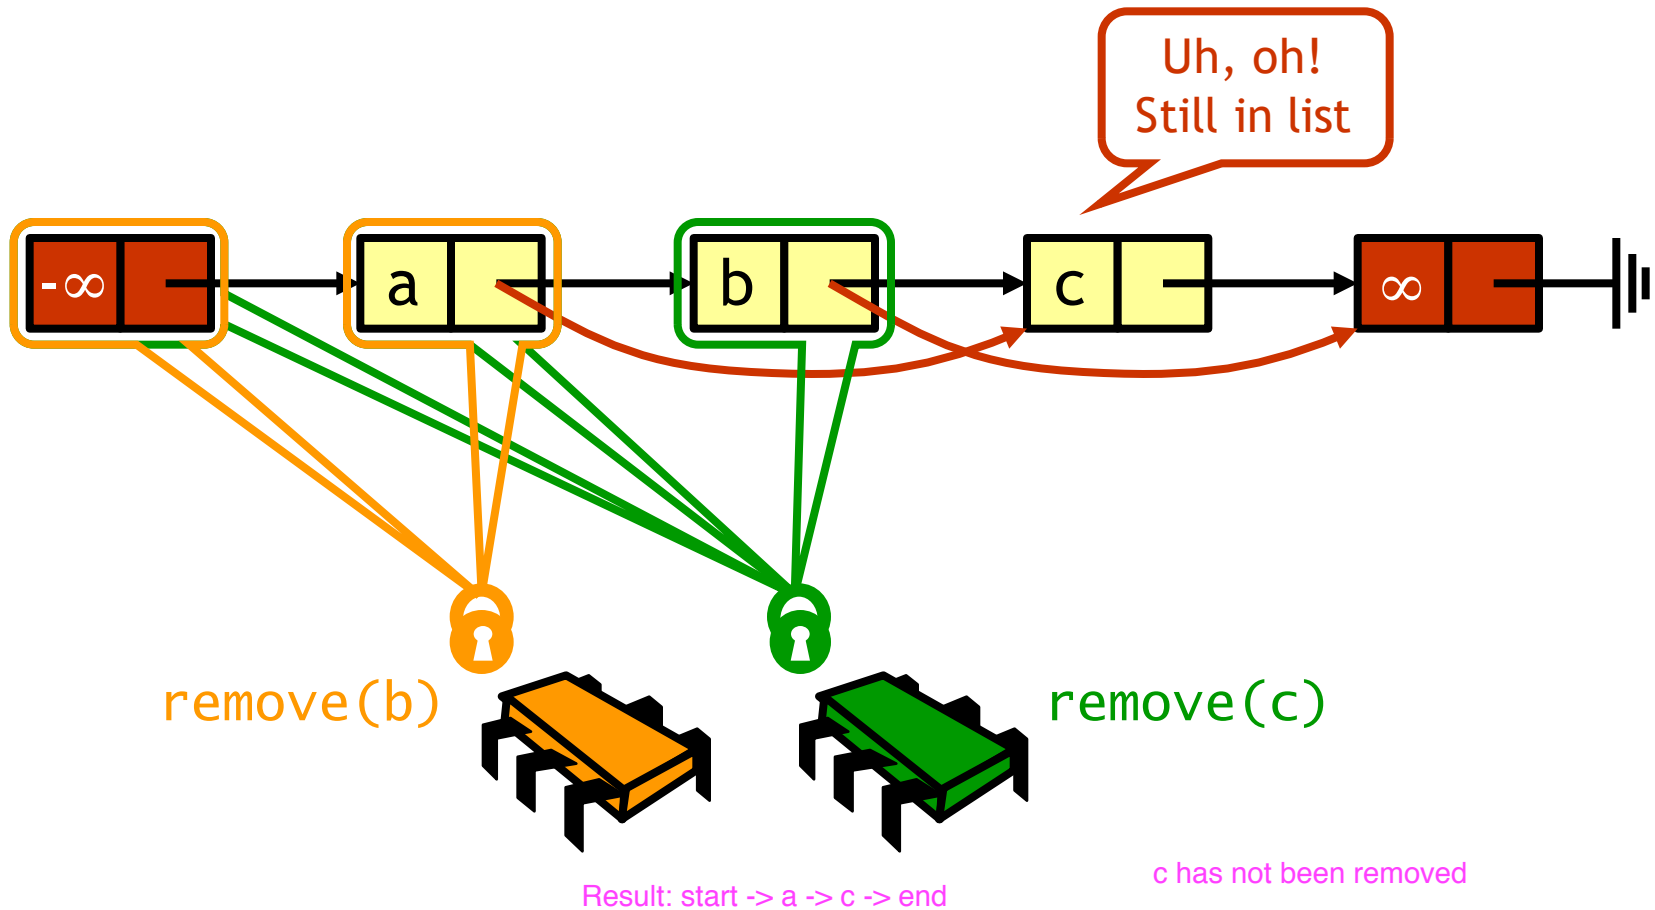 Uh, oh!
Still in list
-∞
a
b
c
∞
remove(b)
remove(c)
c has not been removed
Result: start -> a -> c -> end